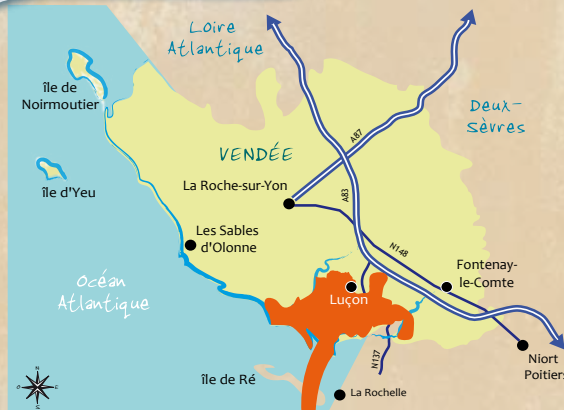 Loire
Atlantique
île de
Noirmoutier
Deux-
Sèvres
A87
VENDÉE
La Roche-sur-Yon
île d'Yeu
A83
Les Sables
d'Olonne
N148
Fontenay-
le-Comte
Océan
Atlantique
Luçon
N137
Niort
Poitiers
île de Ré
La Rochelle
N
O
E
S